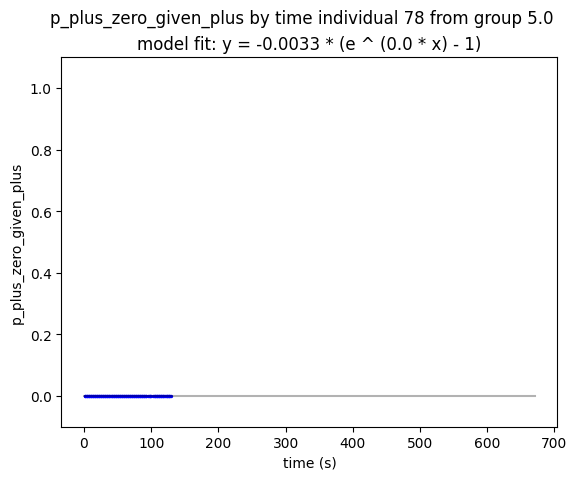 p_plus_zero_given_plus by time individual 78 from group 5.0
model fit: y = -0.0033 * (e ^ (0.0 * x) - 1)
1.0
0.8
0.6
0.4
0.2
0.0
p_plus_zero_given_plus
0 100 200 300 400 500 600 700
time (s)